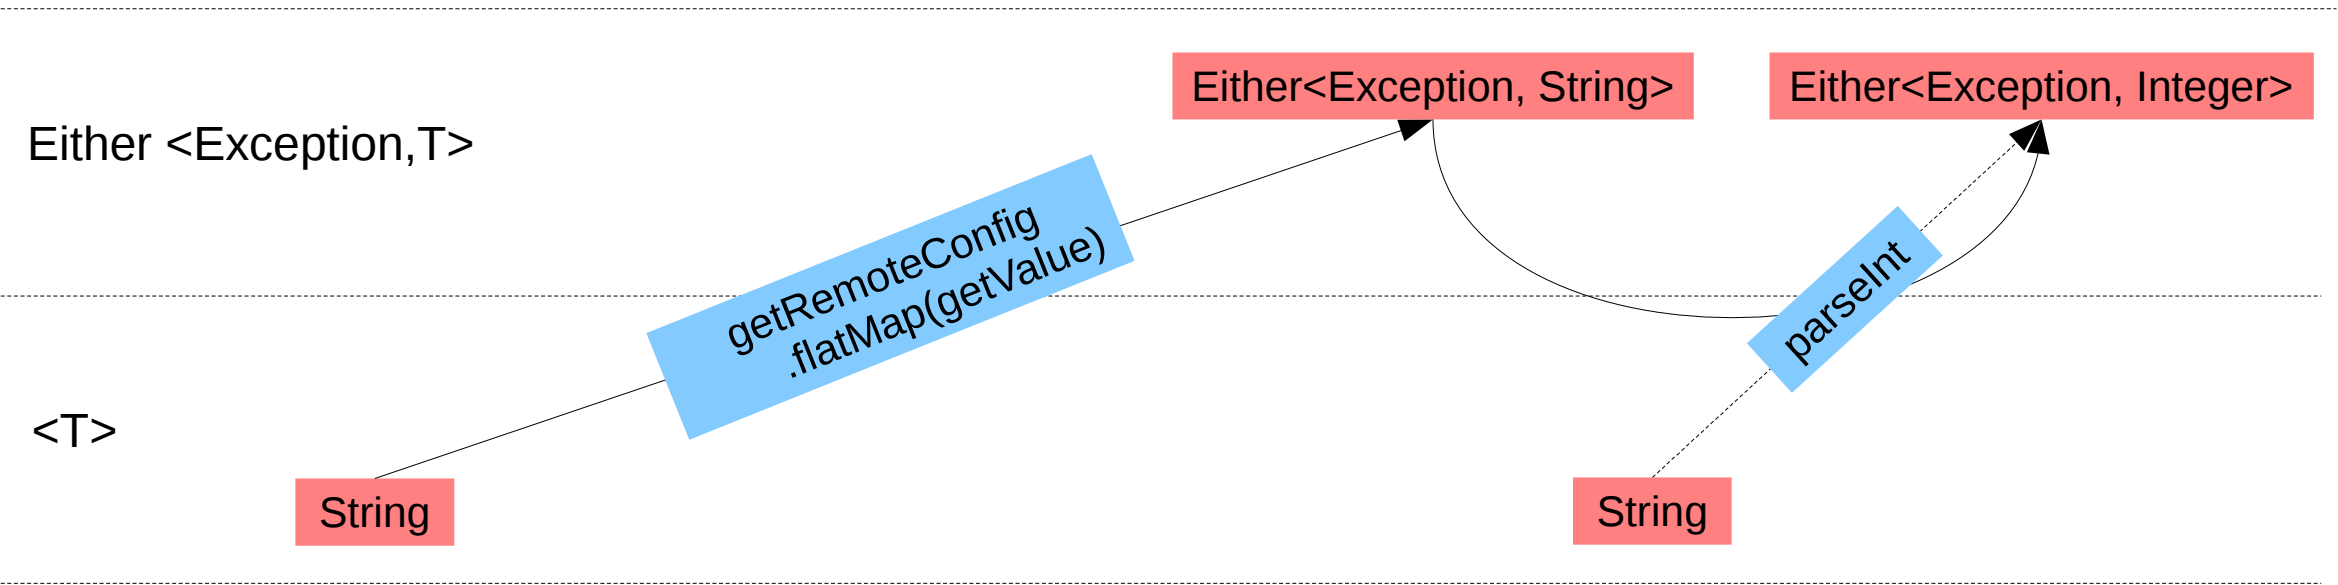 Either<Exception, String>
Either<Exception, Integer>
Either <Exception,T>
getRemoteConfig
.flatMap(getValue)
parseInt
<T>
String
String